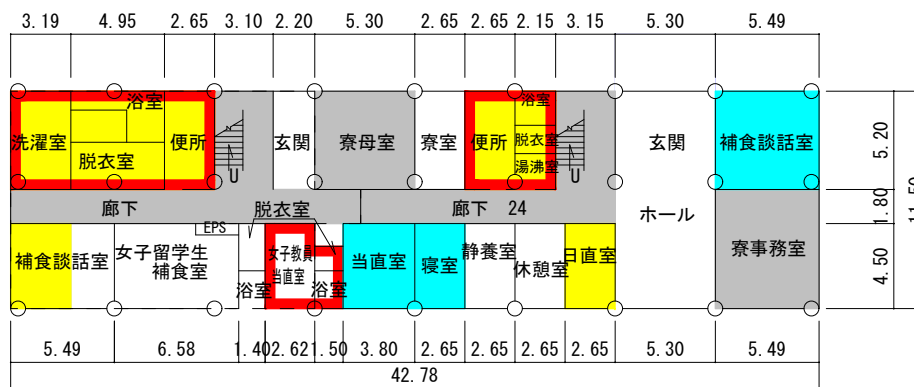 3.19 4.95 2.65 3.10 2.20 5.30 2.65 2.65 2.15 3.15 5.30 5.49
浴室 浴室
洗濯室 便所 玄関 寮母室 寮室 便所 脱衣室 玄関 補食談話室 5.20
脱衣室 湯沸室
U U
11.50
廊下 脱衣室 廊下 24 ホール 1.80
EPS
補食談話室 女子留学生 女子教員 当直室 寝室 静養室 日直室 寮事務室 4.50
補食室 当直室 休憩室
浴室 浴室
5.49 6.58 1.40 2.62 1.50 3.80 2.65 2.65 2.65 2.65 5.30 5.49
42.78